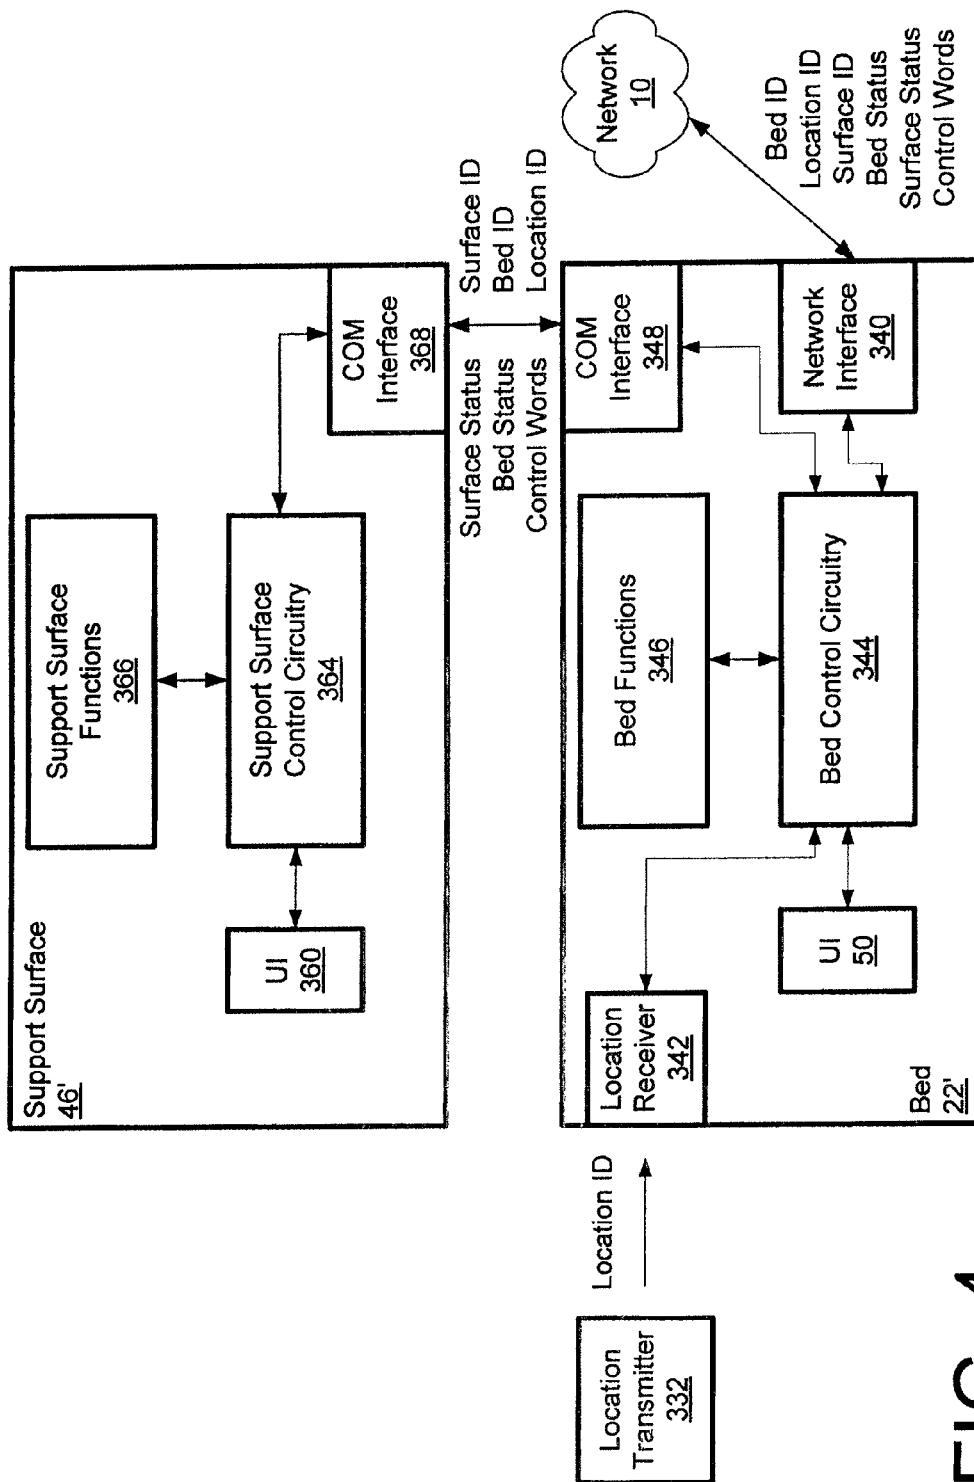 Support Surface
46'
Support Surface
Functions
366
Support Surface
Control Circuitry
364
UI
360
COM
Interface
368
Surface Status
Bed Status
Control Words
Surface ID
Bed ID
Location ID
Network
10
Location
Transmitter
332
Location ID
Location
Receiver
342
Bed Functions
346
COM
Interface
348
UI
50
Bed Control Circuitry
344
Network
Interface
340
Bed ID
Location ID
Surface ID
Bed Status
Surface Status
Control Words
Bed
22'